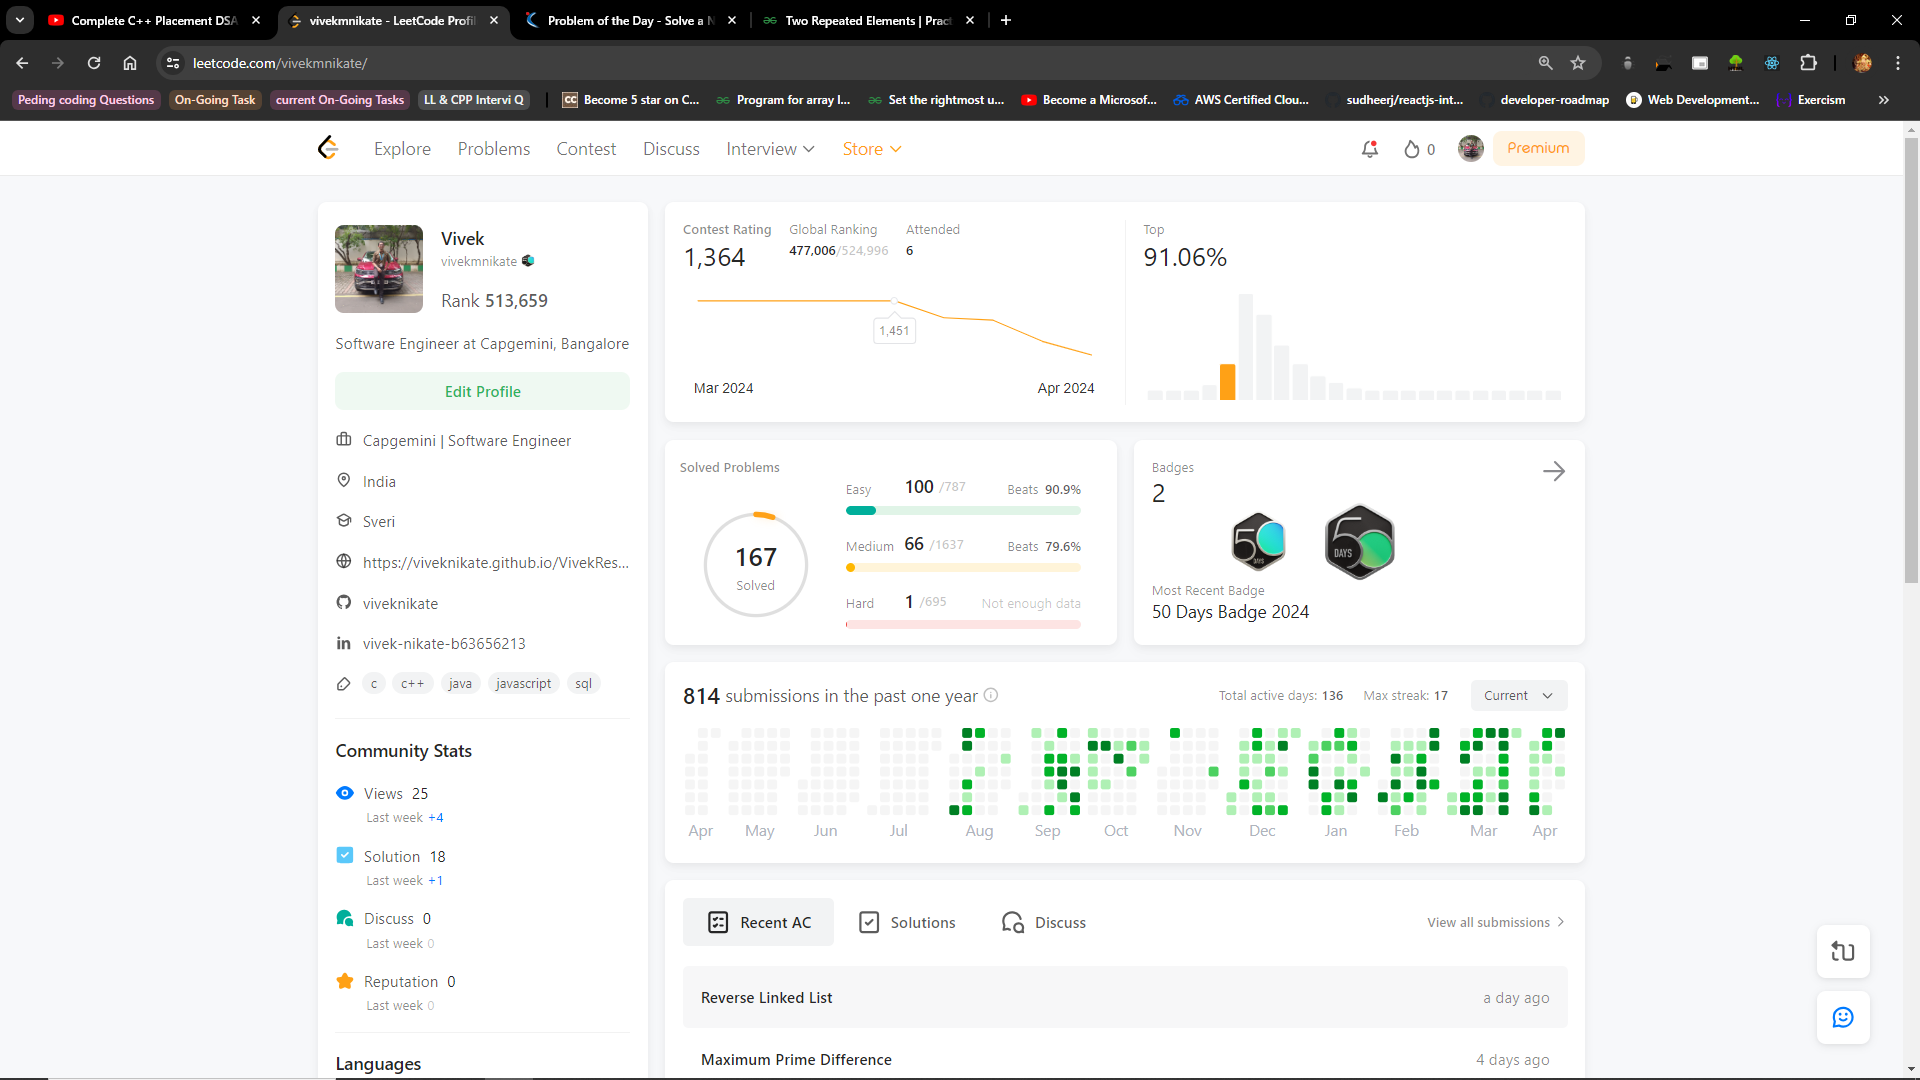 Complete C++ Placement DSA
vivekmnikate - LeetCode Profil
Problem of the Day - Solve a N
Two Repeated Elements | Pract
leetcode.com/vivekmnikate/
Peding coding Questions
On-Going Task
current On-Going Tasks
LL & CPP Intervi Q
CC
Become 5 star on C...
Program for array l...
Set the rightmost u...
Become a Microsof...
AWS Certified Clou...
sudheerj/reactjs-int...
developer-roadmap
Web Development...
Exercism
Explore
Problems
Contest
Discuss
Interview
Store
0
Premium
Vivek
vivekmnikate
Rank 513,659
Software Engineer at Capgemini, Bangalore
Edit Profile
Capgemini | Software Engineer
India
Sveri
https://viveknikate.github.io/VivekRes...
viveknikate
vivek-nikate-b63656213
c
c++
java
javascript
sql
Community Stats
Views 25
Last week +4
Solution 18
Last week +1
Discuss 0
Last week 0
Reputation 0
Last week 0
Languages
Contest Rating
1,364
Global Ranking
477,006/524,996
Attended
6
1,451
Mar 2024
Apr 2024
Top
91.06%
Solved Problems
167
Solved
Easy 100 /787 Beats 90.9%
Medium 66 /1637 Beats 79.6%
Hard 1 /695 Not enough data
Badges
2
50
DAYS
50
DAYS
Most Recent Badge
50 Days Badge 2024
814 submissions in the past one year
Total active days: 136
Max streak: 17
Current
Apr May Jun Jul Aug Sep Oct Nov Dec Jan Feb Mar Apr
Recent AC
Solutions
Discuss
View all submissions
Reverse Linked List
a day ago
Maximum Prime Difference
4 days ago